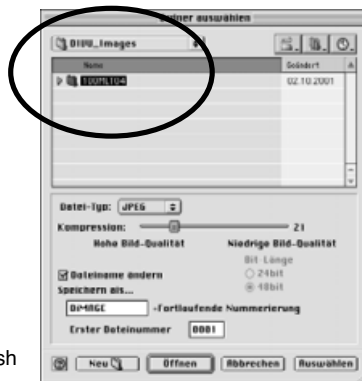 Ordner auswählen
DIVU_Images
Name Geändert
100MLT04 02.10.2001
Datei-Typ: JPEG
Kompression: 21
Hohe Bild-Qualität Niedrige Bild-Qualität
Bit-Länge
Dateiname ändern 24bit
Speichern als... 48bit
DiMAGE -Fortlaufende Nummerierung
Erster Dateinummer 0001
sh
Neu Öffnen Abbrechen Auswählen